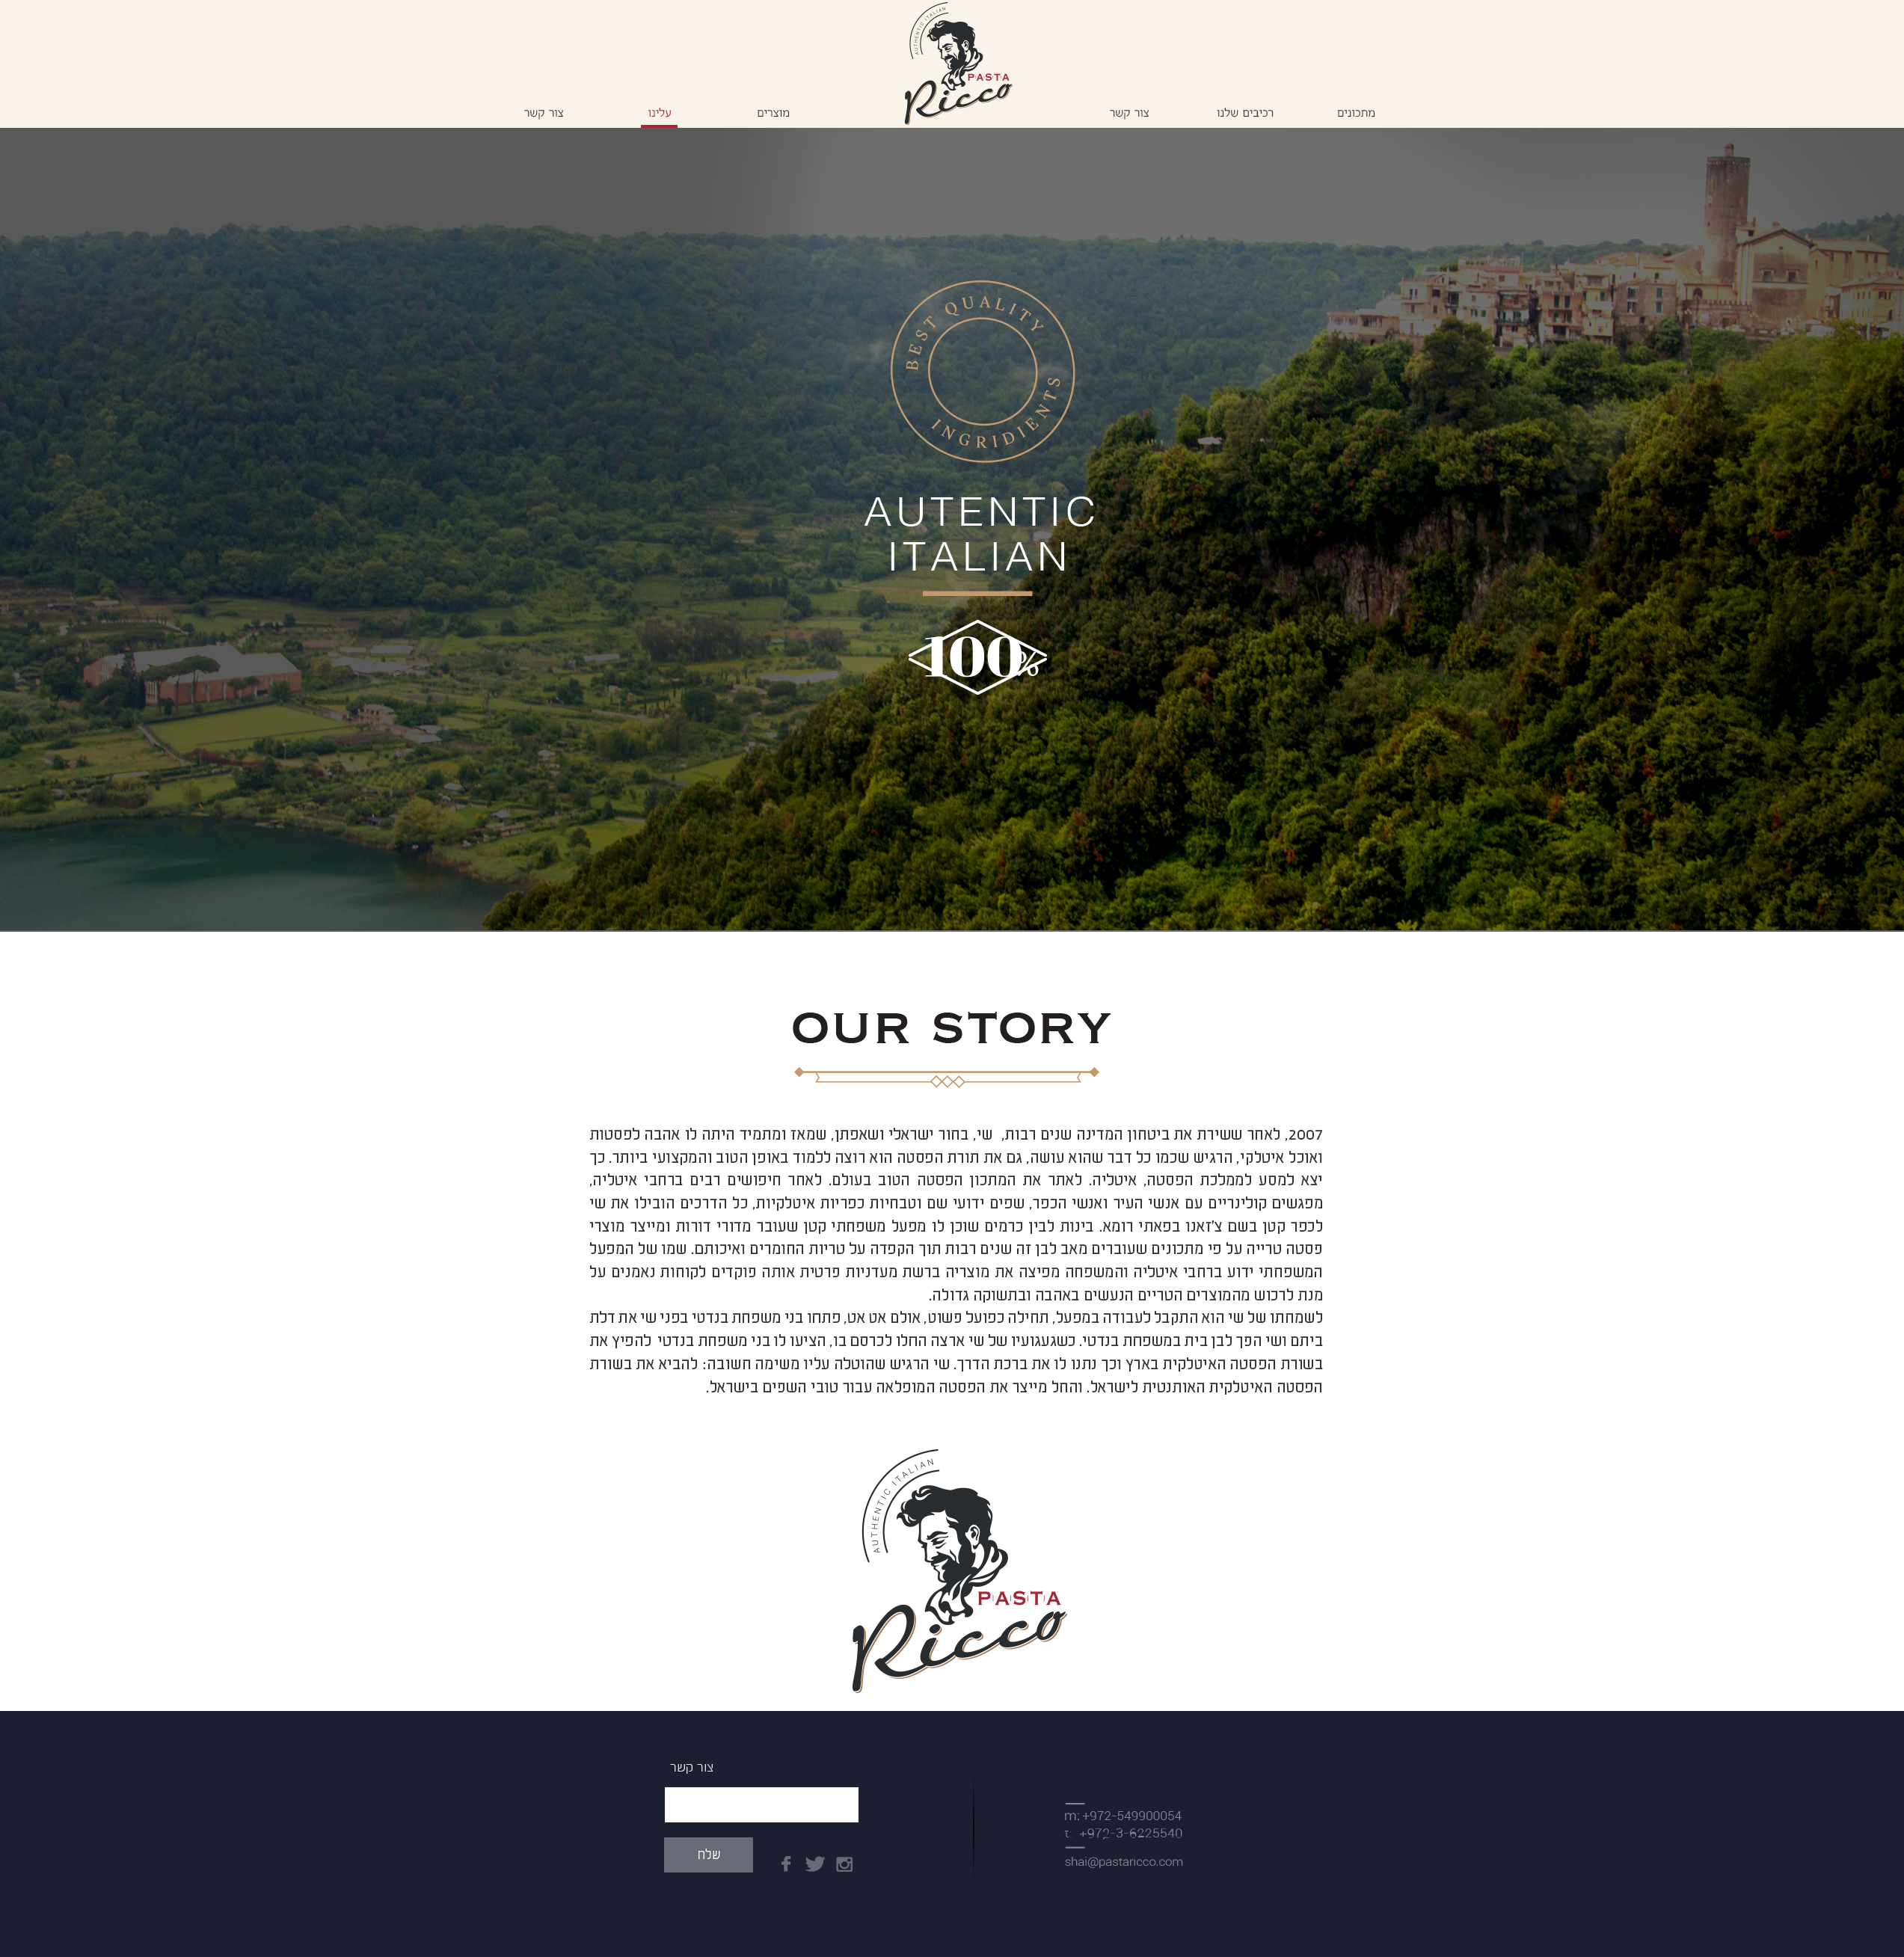 AUTHENTIC ITALIAN
PASTA
Ricco
מתכונים
רכיבים שלנו
צור קשר
מוצרים
עלינו
צור קשר
BEST QUALITY
INGRIDIENTS
AUTENTIC
ITALIAN
100%
OUR STORY
2007, לאחר ששירת את ביטחון המדינה שנים רבות, שי, בחור ישראלי ושאפתן, שמאז ומתמיד היתה לו אהבה לפסטות
ואוכל איטלקי, הרגיש שכמו כל דבר שהוא עושה, גם את תורת הפסטה הוא רוצה ללמוד באופן הטוב והמקצועי ביותר. כך
יצא למסע לממלכת הפסטה, איטליה. לאתר את המתכון הפסטה הטוב בעולם. לאחר חיפושים רבים ברחבי איטליה,
מפגשים קולינריים עם אנשי העיר ואנשי הכפר, שפים ידועי שם וטבחיות כפריות איטלקיות, כל הדרכים הובילו את שי
לכפר קטן בשם צ'זאנו בפאתי רומא. בינות לבין כרמים שוכן לו מפעל משפחתי קטן שעובר מדורי דורות ומייצר מוצרי
פסטה טרייה על פי מתכונים שעוברים מאב לבן זה שנים רבות תוך הקפדה על טריות החומרים ואיכותם. שמו של המפעל
המשפחתי ידוע ברחבי איטליה והמשפחה מפיצה את מוצריה ברשת מעדניות פרטית אותה פוקדים לקוחות נאמנים על
מנת לרכוש מהמוצרים הטריים הנעשים באהבה ובתשוקה גדולה.
לשמחתו של שי הוא התקבל לעבודה במפעל, תחילה כפועל פשוט, אולם אט אט, פתחו בני משפחת בנדטי בפני שי את דלת
ביתם ושי הפך לבן בית במשפחת בנדטי. כשגעגועיו של שי ארצה החלו לכרסם בו, הציעו לו בני משפחת בנדטי להפיץ את
בשורת הפסטה האיטלקית בארץ וכך נתנו לו את ברכת הדרך. שי הרגיש שהוטלה עליו משימה חשובה: להביא את בשורת
הפסטה האיטלקית האותנטית לישראל. והחל מייצר את הפסטה המופלאה עבור טובי השפים בישראל.
AUTHENTIC ITALIAN
PASTA
Ricco
צור קשר
שלח
m: +972-549900054
t: +972-3-6225540
shai@pastaricco.com